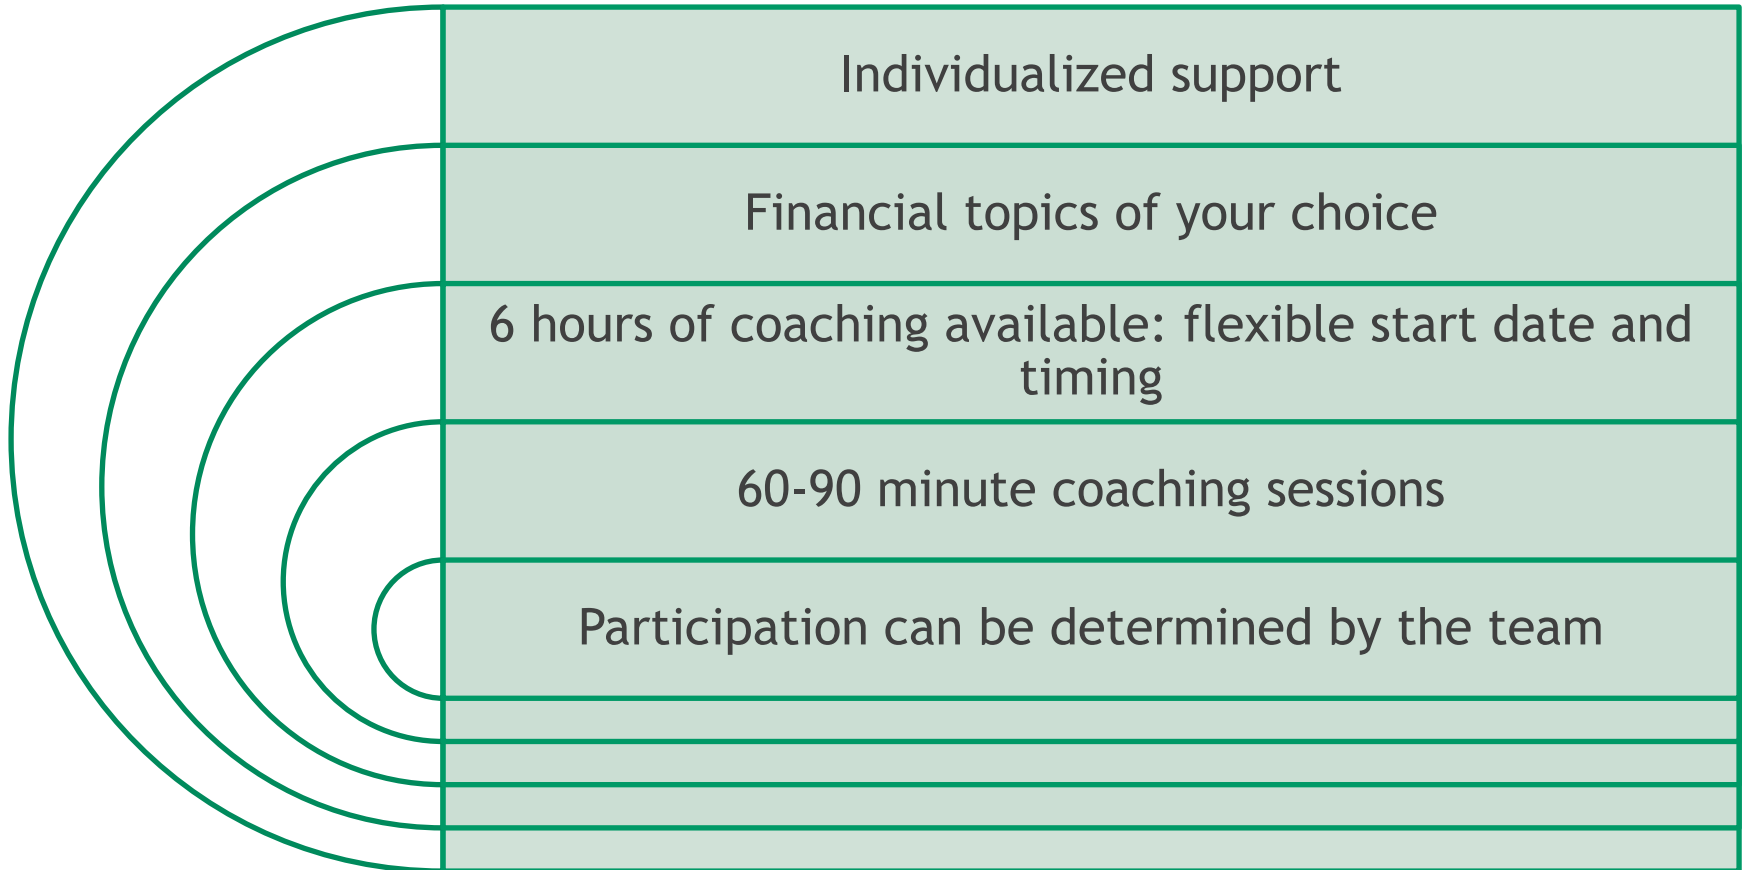 Individualized support
Financial topics of your choice
6 hours of coaching available: flexible start date and
timing
60-90 minute coaching sessions
Participation can be determined by the team